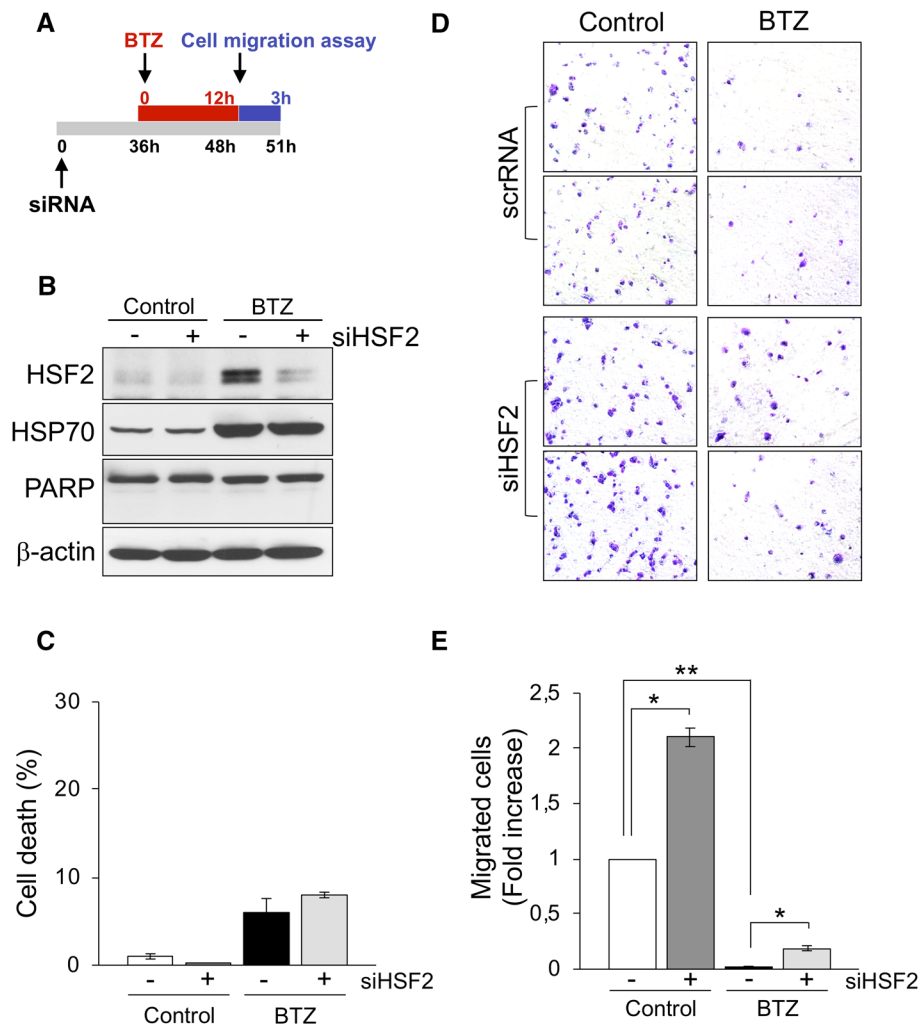 A
BTZ Cell migration assay
0 12h 3h
0 36h 48h 51h
siRNA
B
Control BTZ
- + - + siHSF2
HSF2
HSP70
PARP
β-actin
C
Cell death (%)
30
20
10
0
- + - + siHSF2
Control BTZ
D
Control BTZ
scrRNA
siHSF2
E
Migrated cells
(Fold increase)
2,5
2
1,5
1
0,5
0
**
*
*
- + - + siHSF2
Control BTZ